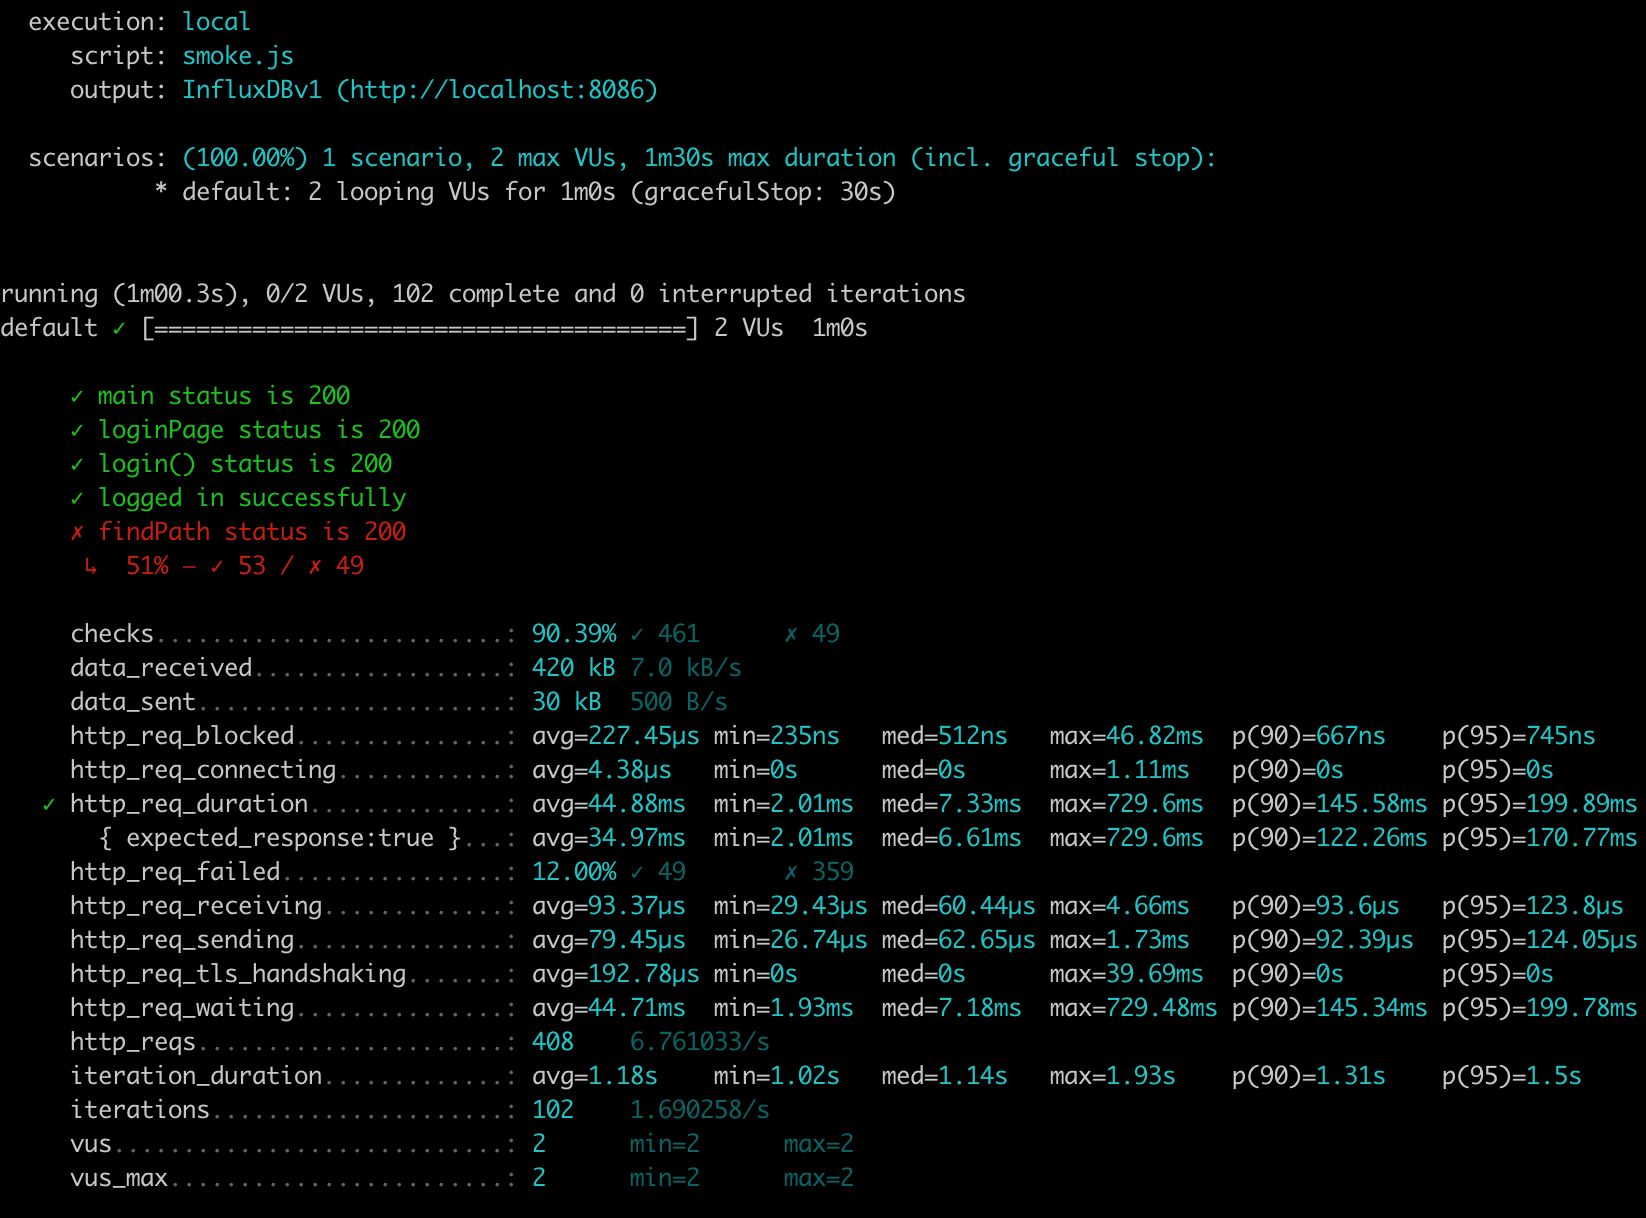 execution: local
script: smoke.js
output: InfluxDBv1 (http://localhost:8086)
scenarios: (100.00%) 1 scenario, 2 max VUs, 1m30s max duration (incl. graceful stop):
* default: 2 looping VUs for 1m0s (gracefulStop: 30s)
running (1m00.3s), 0/2 VUs, 102 complete and 0 interrupted iterations
default ✓ [======================================] 2 VUs  1m0s
✓ main status is 200
✓ loginPage status is 200
✓ login() status is 200
✓ logged in successfully
✗ findPath status is 200
↳  51% — ✓ 53 / ✗ 49
checks.........................: 90.39% ✓ 461      ✗ 49
data_received..................: 420 kB 7.0 kB/s
data_sent......................: 30 kB  500 B/s
http_req_blocked...............: avg=227.45µs min=235ns   med=512ns   max=46.82ms  p(90)=667ns    p(95)=745ns
http_req_connecting............: avg=4.38µs   min=0s      med=0s      max=1.11ms   p(90)=0s       p(95)=0s
✓ http_req_duration..............: avg=44.88ms  min=2.01ms  med=7.33ms  max=729.6ms  p(90)=145.58ms p(95)=199.89ms
{ expected_response:true }...: avg=34.97ms  min=2.01ms  med=6.61ms  max=729.6ms  p(90)=122.26ms p(95)=170.77ms
http_req_failed................: 12.00% ✓ 49       ✗ 359
http_req_receiving.............: avg=93.37µs  min=29.43µs med=60.44µs max=4.66ms   p(90)=93.6µs   p(95)=123.8µs
http_req_sending...............: avg=79.45µs  min=26.74µs med=62.65µs max=1.73ms   p(90)=92.39µs  p(95)=124.05µs
http_req_tls_handshaking.......: avg=192.78µs min=0s      med=0s      max=39.69ms  p(90)=0s       p(95)=0s
http_req_waiting...............: avg=44.71ms  min=1.93ms  med=7.18ms  max=729.48ms p(90)=145.34ms p(95)=199.78ms
http_reqs......................: 408    6.761033/s
iteration_duration.............: avg=1.18s    min=1.02s   med=1.14s   max=1.93s    p(90)=1.31s    p(95)=1.5s
iterations.....................: 102    1.690258/s
vus............................: 2      min=2      max=2
vus_max........................: 2      min=2      max=2